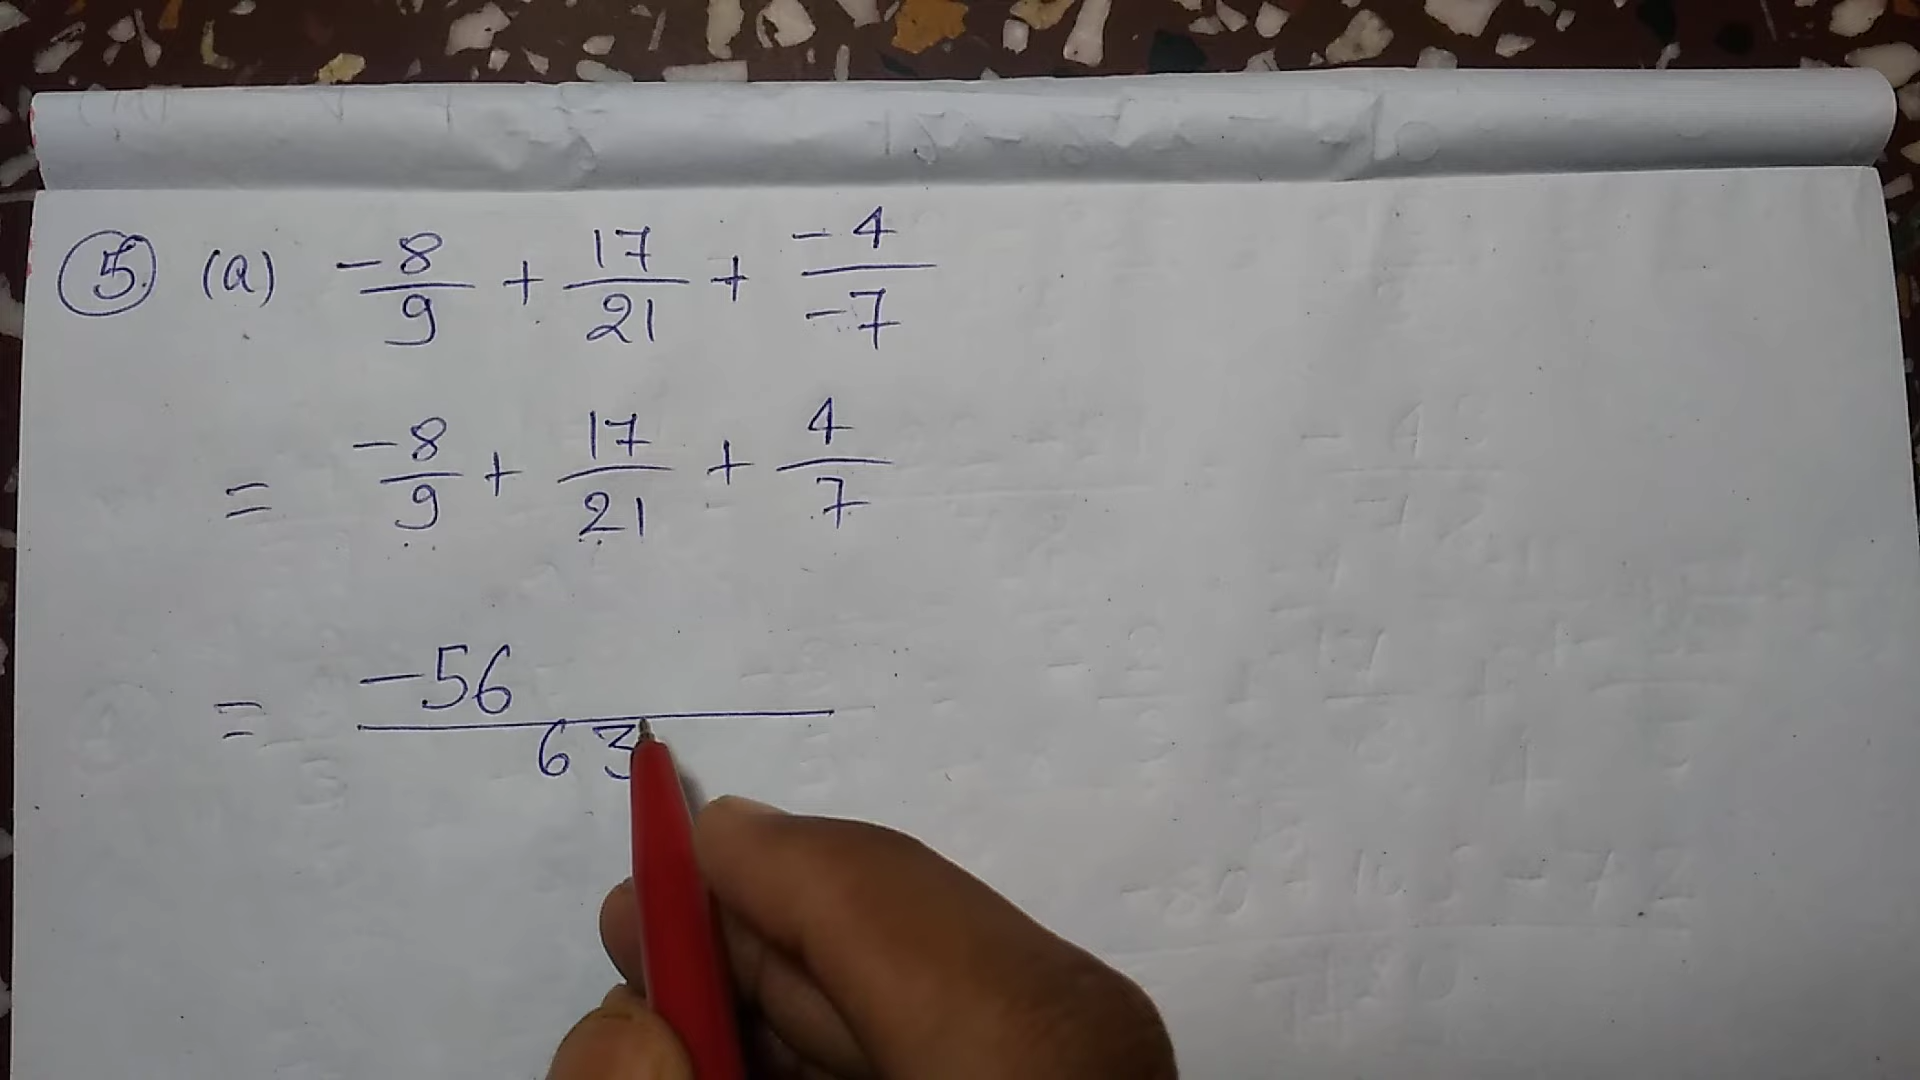 5. (a) -8/9 + 17/21 + -4/-7
= -8/9 + 17/21 + 4/7
= -56/63